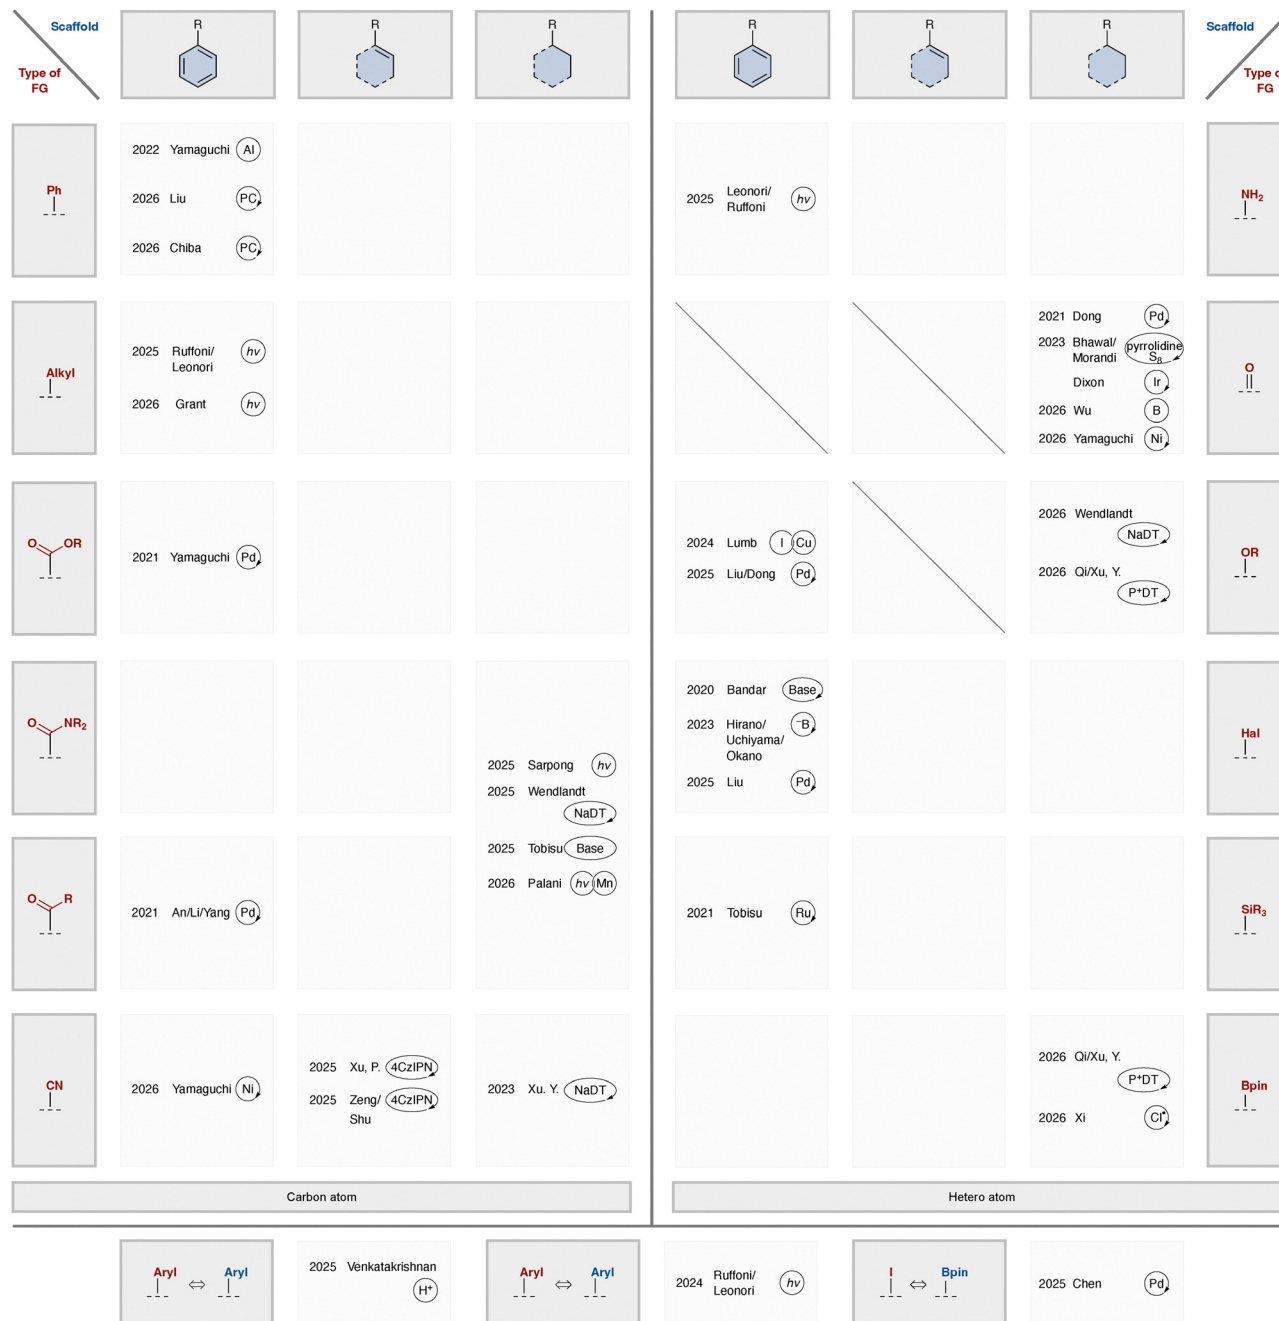 Scaffold
Type of
FG
R
R
R
R
R
R
Scaffold
Type o
FG
Ph
2022 Yamaguchi Al
2026 Liu PC
2026 Chiba PC
2025 Leonori/
Ruffoni hv
NH2
Alkyl
2025 Ruffoni/
Leonori hv
2026 Grant hv
2021 Dong Pd
2023 Bhawal/
Morandi pyrrolidine
S8
Dixon Ir
2026 Wu B
2026 Yamaguchi Ni
O
O OR
2021 Yamaguchi Pd
2024 Lumb I Cu
2025 Liu/Dong Pd
2026 Wendlandt
NaDT
2026 Qi/Xu, Y.
P+DT
OR
O NR2
2025 Sarpong hv
2025 Wendlandt
NaDT
2025 Tobisu Base
2026 Palani hv Mn
2020 Bandar Base
2023 Hirano/
Uchiyama/
Okano
−B
2025 Liu Pd
Hal
O R
2021 An/Li/Yang Pd
2021 Tobisu Ru
SiR3
CN
2026 Yamaguchi Ni
2025 Xu, P. 4CzIPN
2025 Zeng/
Shu
4CzIPN
2023 Xu. Y. NaDT
2026 Qi/Xu, Y.
P+DT
2026 Xi Cl•
Bpin
Carbon atom
Hetero atom
Aryl ⇔ Aryl
2025 Venkatakrishnan
H+
Aryl ⇔ Aryl
2024 Ruffoni/
Leonori hv
I ⇔ Bpin
2025 Chen Pd